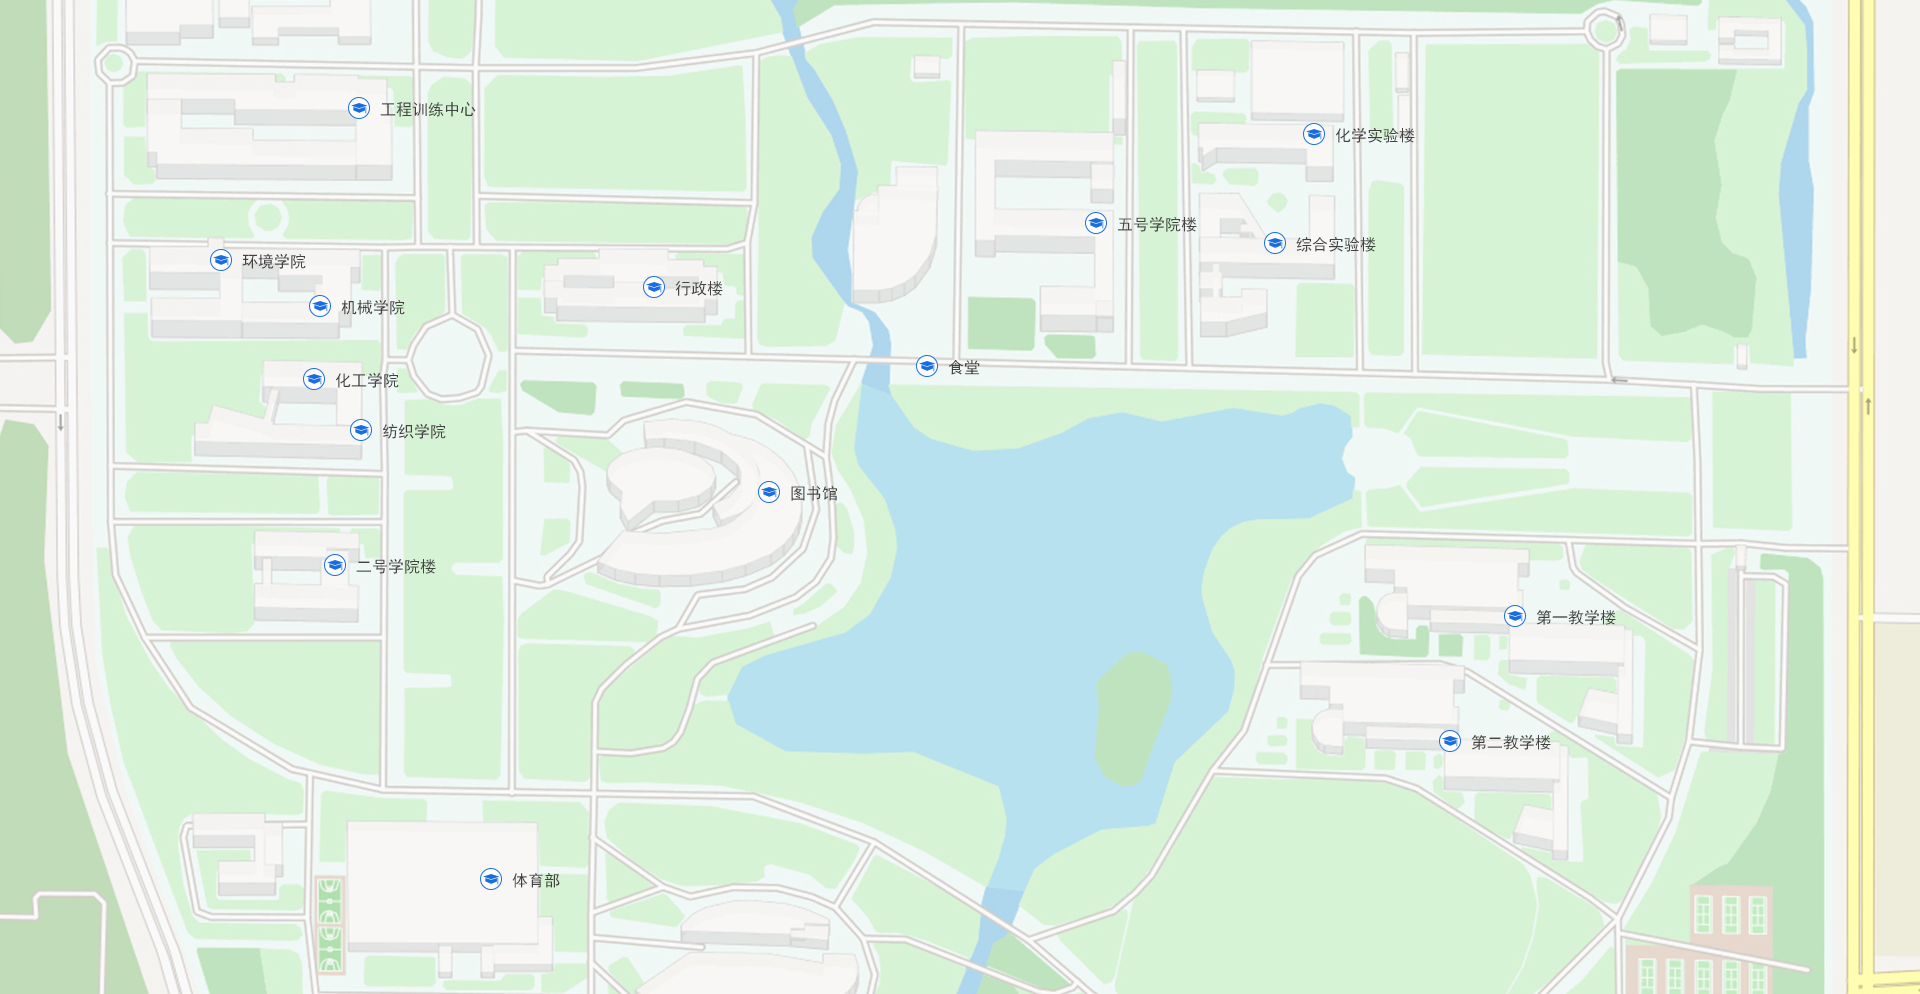 工程训练中心
化学实验楼
五号学院楼
综合实验楼
环境学院
行政楼
机械学院
食堂
化工学院
纺织学院
图书馆
二号学院楼
第一教学楼
第二教学楼
体育部